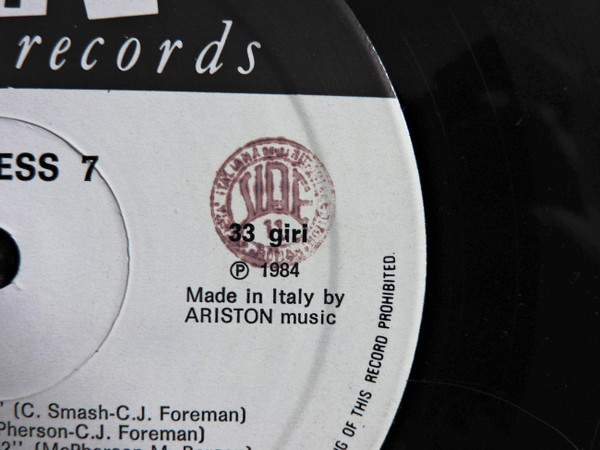 records
ESS 7
SIAE
33 giri
℗ 1984
Made in Italy by
ARISTON music
G OF THIS RECORD PROHIBITED.
" (C. Smash-C.J. Foreman)
Pherson-C.J. Foreman)